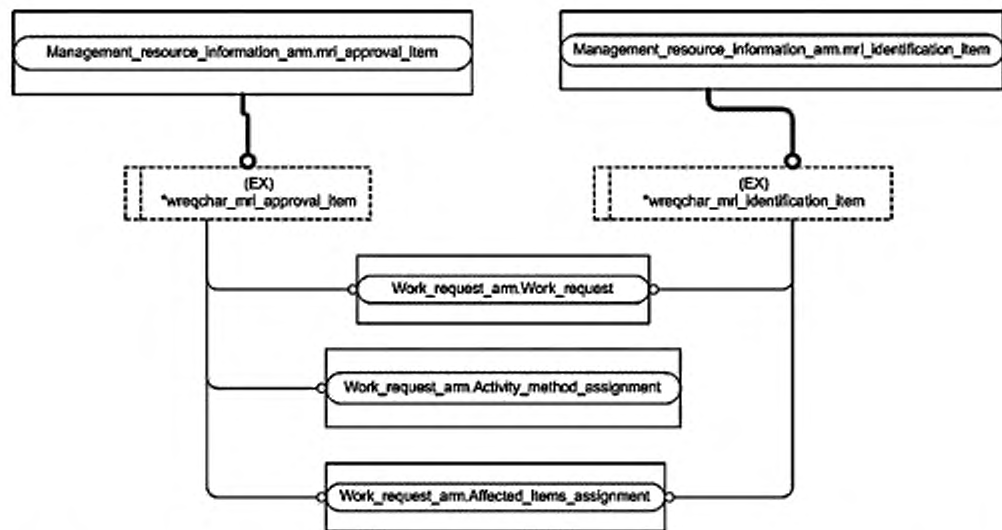 Management_resource_information_arm.mri_approval_item
Management_resource_information_arm.mri_identification_item
(EX)
*wreqchar_mri_approval_item
(EX)
*wreqchar_mri_identification_item
Work_request_arm.Work_request
Work_request_arm.Activity_method_assignment
Work_request_arm.Affected_items_assignment